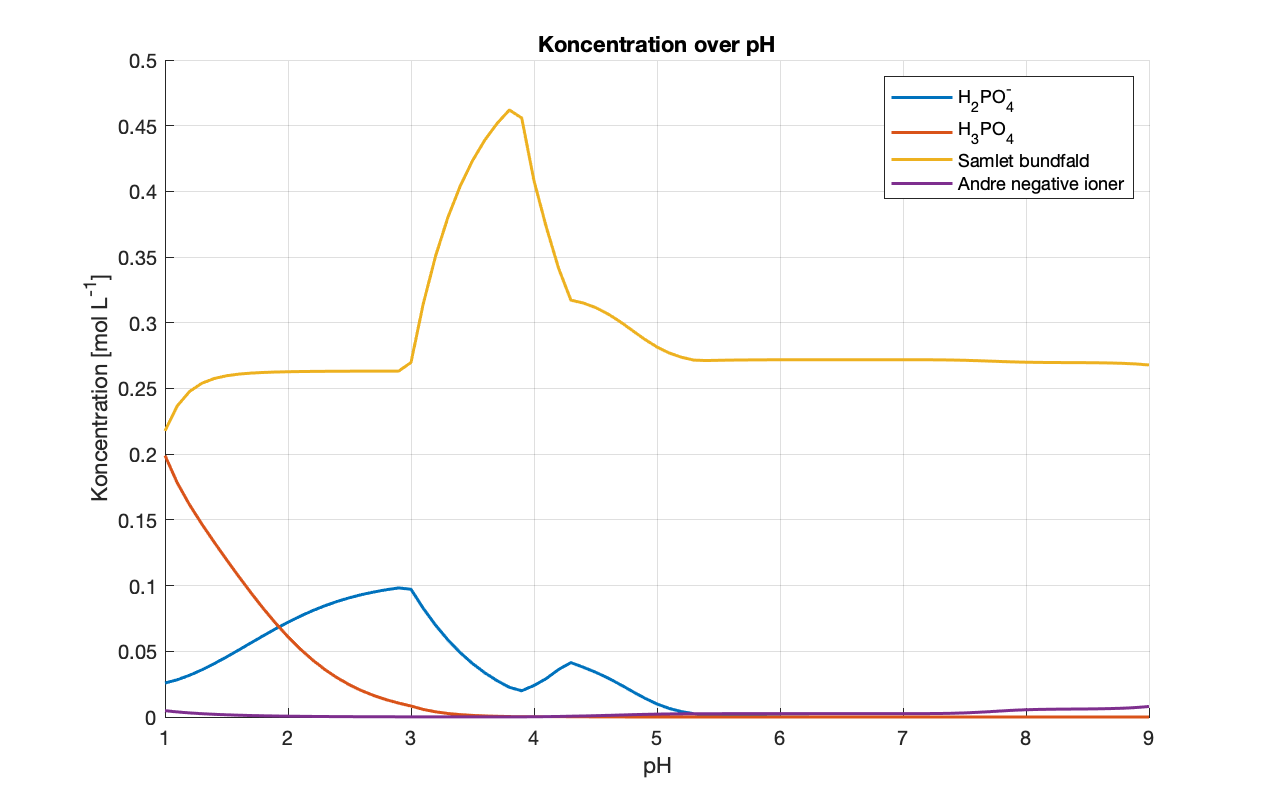 Koncentration over pH
0.5
0.45
0.4
0.35
0.3
0.25
0.2
0.15
0.1
0.05
0
Koncentration [mol L⁻¹]
H₂PO₄⁻
H₃PO₄
Samlet bundfald
Andre negative ioner
1 2 3 4 5 6 7 8 9
pH